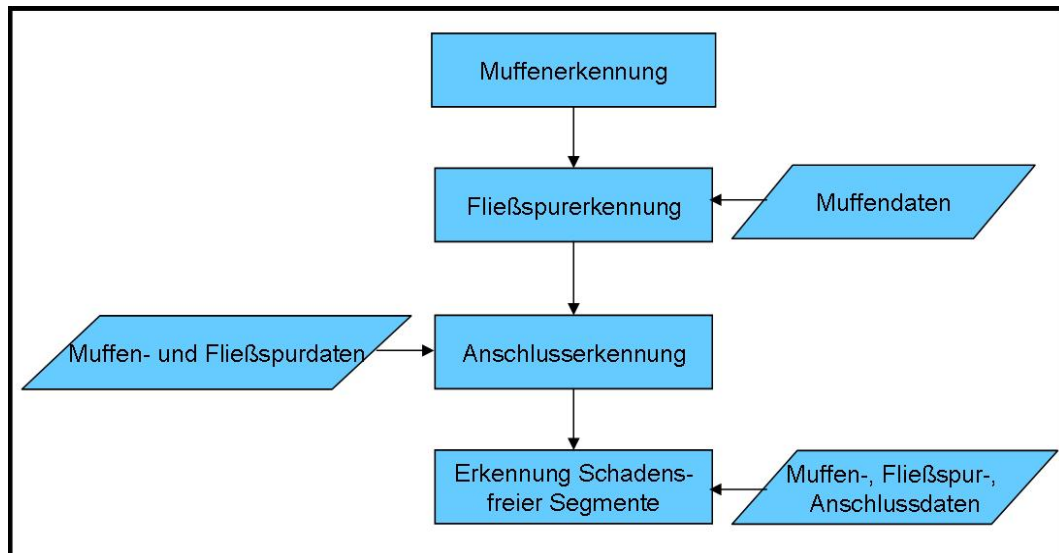 Muffenerkennung
Fließspurerkennung
Muffendaten
Muffen- und Fließspurdaten
Anschlusserkennung
Erkennung Schadens-
freier Segmente
Muffen-, Fließspur-,
Anschlussdaten